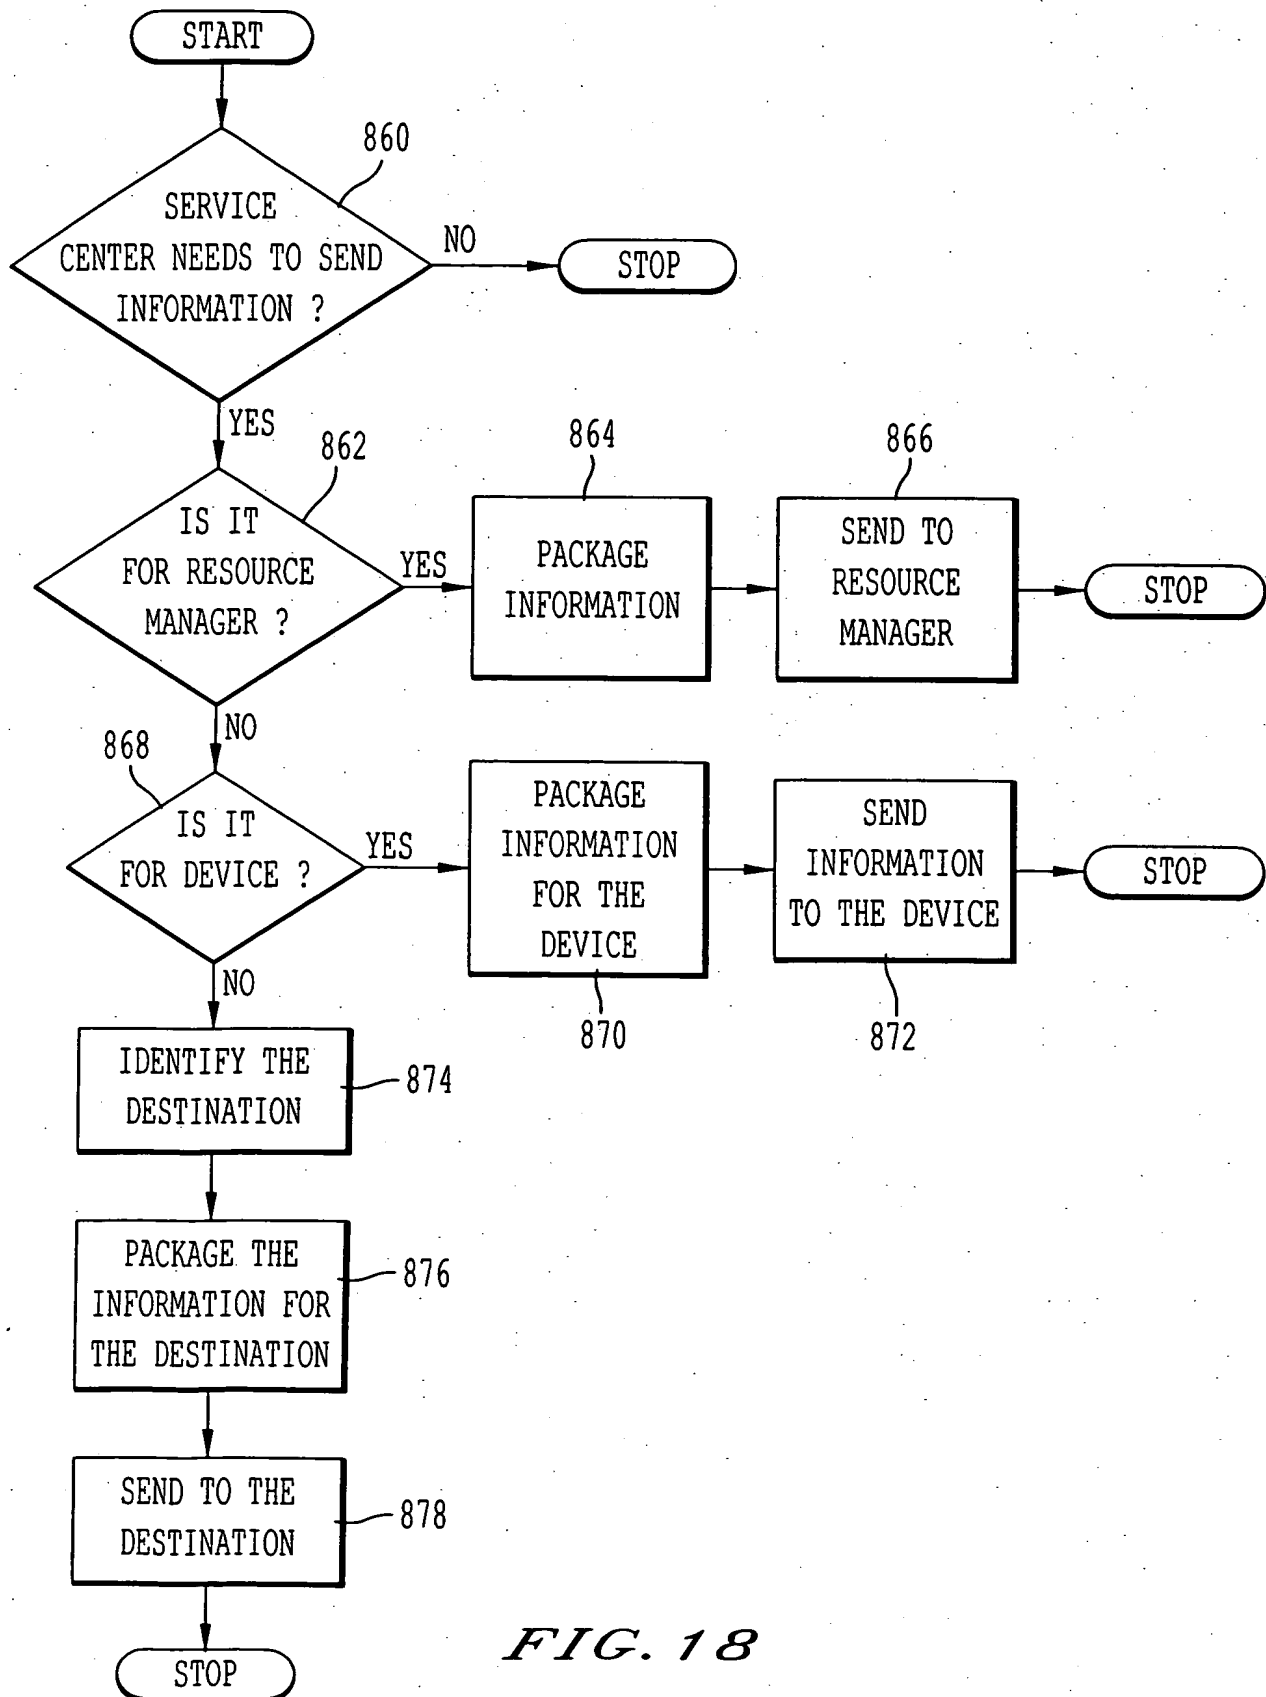 START
860
SERVICE
CENTER NEEDS TO SEND
INFORMATION ?
NO
STOP
YES
862
IS IT
FOR RESOURCE
MANAGER ?
YES
864
PACKAGE
INFORMATION
866
SEND TO
RESOURCE
MANAGER
STOP
NO
868
IS IT
FOR DEVICE ?
YES
PACKAGE
INFORMATION
FOR THE
DEVICE
870
SEND
INFORMATION
TO THE DEVICE
872
STOP
NO
IDENTIFY THE
DESTINATION
874
PACKAGE THE
INFORMATION FOR
THE DESTINATION
876
SEND TO THE
DESTINATION
878
STOP
FIG. 18